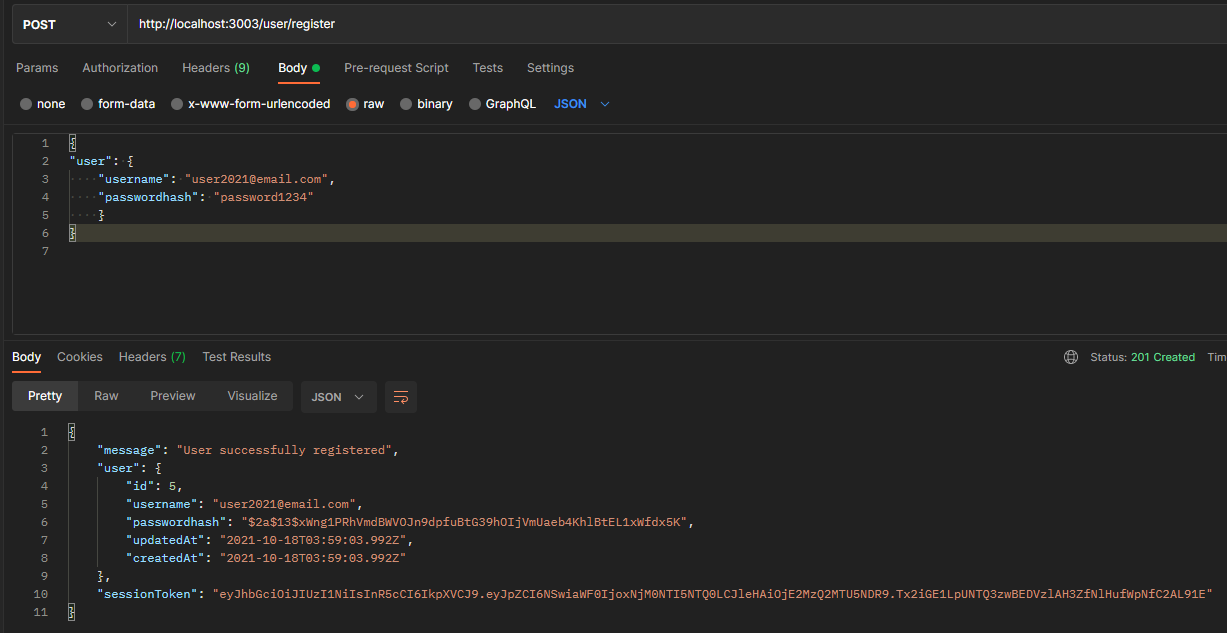 POST http://localhost:3003/user/register
Params Authorization Headers (9) Body Pre-request Script Tests Settings
none form-data x-www-form-urlencoded raw binary GraphQL JSON
1 {
2 "user": {
3 "username": "user2021@email.com",
4 "passwordhash": "password1234"
5 }
6 }
7
Body Cookies Headers (7) Test Results Status: 201 Created Tim
Pretty Raw Preview Visualize JSON
1 {
2 "message": "User successfully registered",
3 "user": {
4 "id": 5,
5 "username": "user2021@email.com",
6 "passwordhash": "$2a$13$xWng1PRhVmdBWVOJn9dpfuBtG39hOIjVmUaeb4KhlBtEL1xWfdx5K",
7 "updatedAt": "2021-10-18T03:59:03.992Z",
8 "createdAt": "2021-10-18T03:59:03.992Z"
9 },
10 "sessionToken": "eyJhbGciOiJIUzI1NiIsInR5cCI6IkpXVCJ9.eyJpZCI6NSwiaWF0IjoxNjM0NTI5NTQ0LCJleHAiOjE2MzQ2MTU5NDR9.Tx2iGE1LpUNTQ3zwBEDVzlAH3ZfNlHufWpNfC2AL91E"
11 }